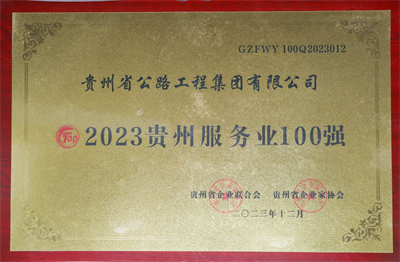 GZFWY 100Q2023012
贵州省公路工程集团有限公司
2023贵州服务业100强
贵州省企业联合会 贵州省企业家协会
二〇二三年十二月